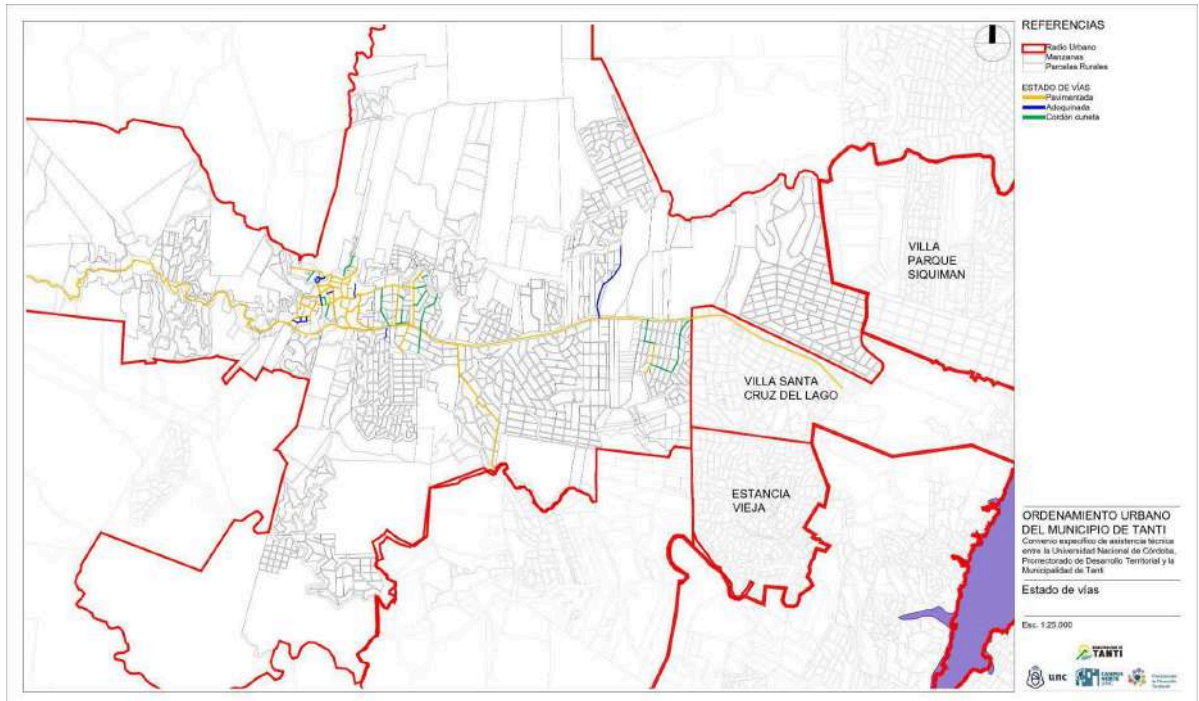 REFERENCIAS
Radio Urbano
Manzanas
Parcelas Rurales
ESTADO DE VÍAS
Pavimentada
Adoquinada
Cordón cuneta
VILLA
PARQUE
SIQUIMAN
VILLA SANTA
CRUZ DEL LAGO
ESTANCIA
VIEJA
ORDENAMIENTO URBANO
DEL MUNICIPIO DE TANTI
Convenio específico de asistencia técnica
entre la Universidad Nacional de Córdoba,
Prorrectorado de Desarrollo Territorial y la
Municipalidad de Tanti
Estado de vías
Esc. 1:25.000
TANTI
unc
CAMPUS
NORTE